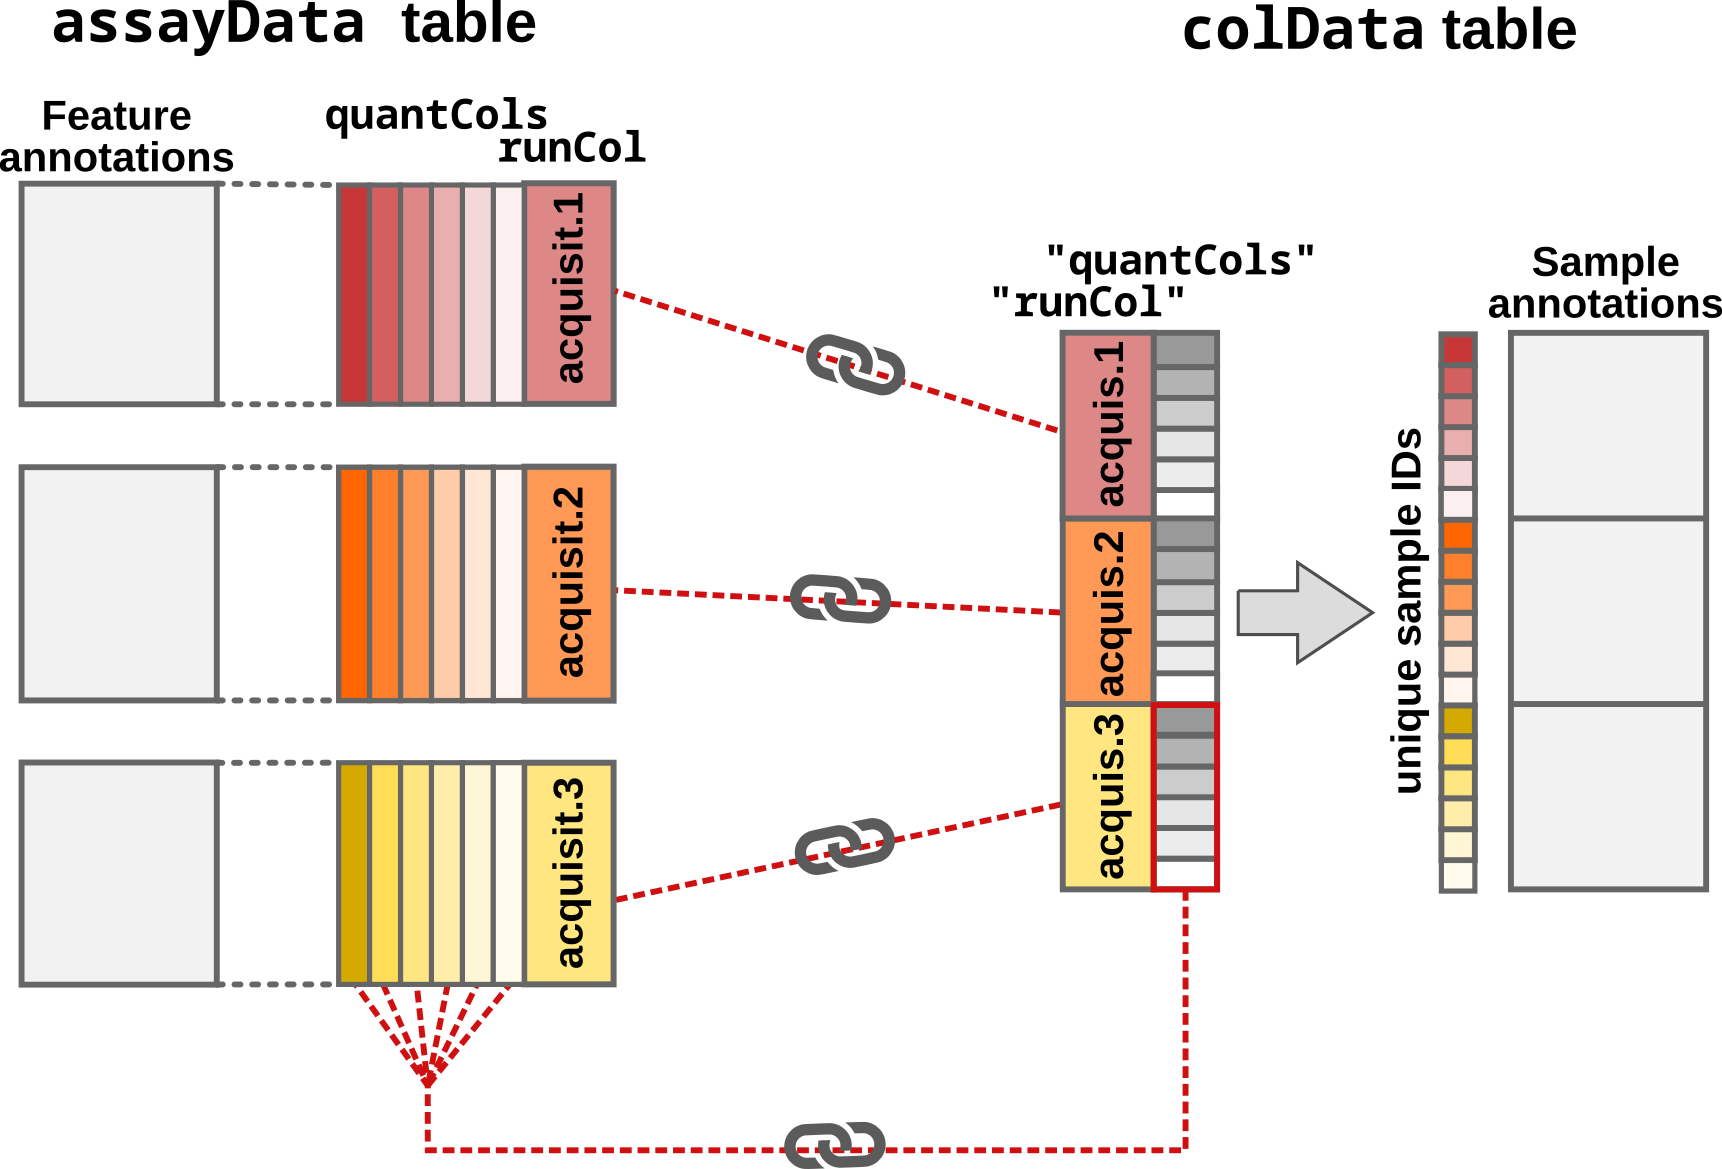 assayData table
colData table
Feature
annotations
quantCols
runCol
acquisit.1
acquisit.2
acquisit.3
"quantCols"
"runCol"
acquis.1
acquis.2
acquis.3
unique sample IDs
Sample
annotations